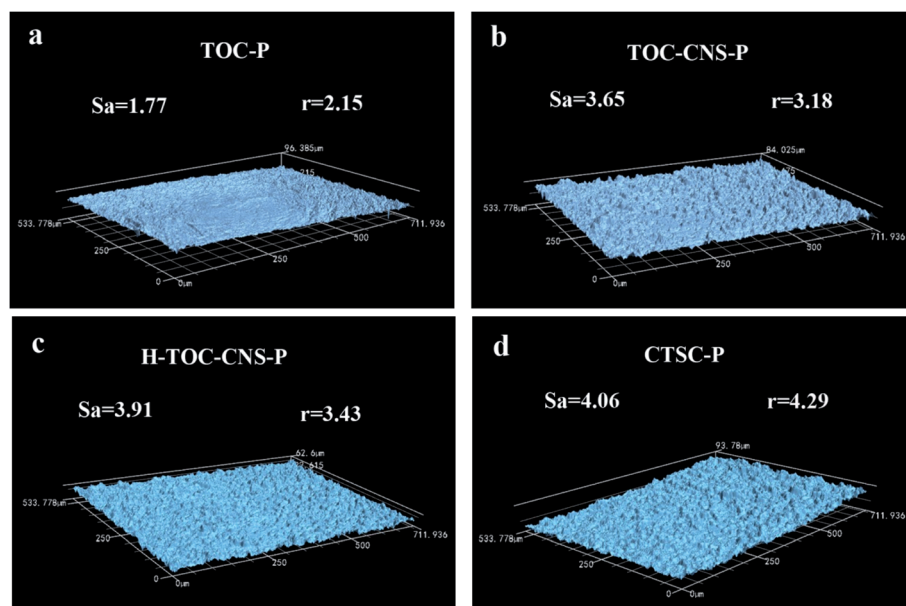 a
TOC-P
Sa=1.77
r=2.15
96.385μm
215
533.778μm
250
0
0μm
250
500
711.936
b
TOC-CNS-P
Sa=3.65
r=3.18
84.025μm
533.778μm
250
0
0μm
250
500
711.936
c
H-TOC-CNS-P
Sa=3.91
r=3.43
62.6μm
.615
533.778μm
250
0
0μm
250
500
711.936
d
CTSC-P
Sa=4.06
r=4.29
93.78μm
533.778μm
250
0
0μm
250
500
711.936